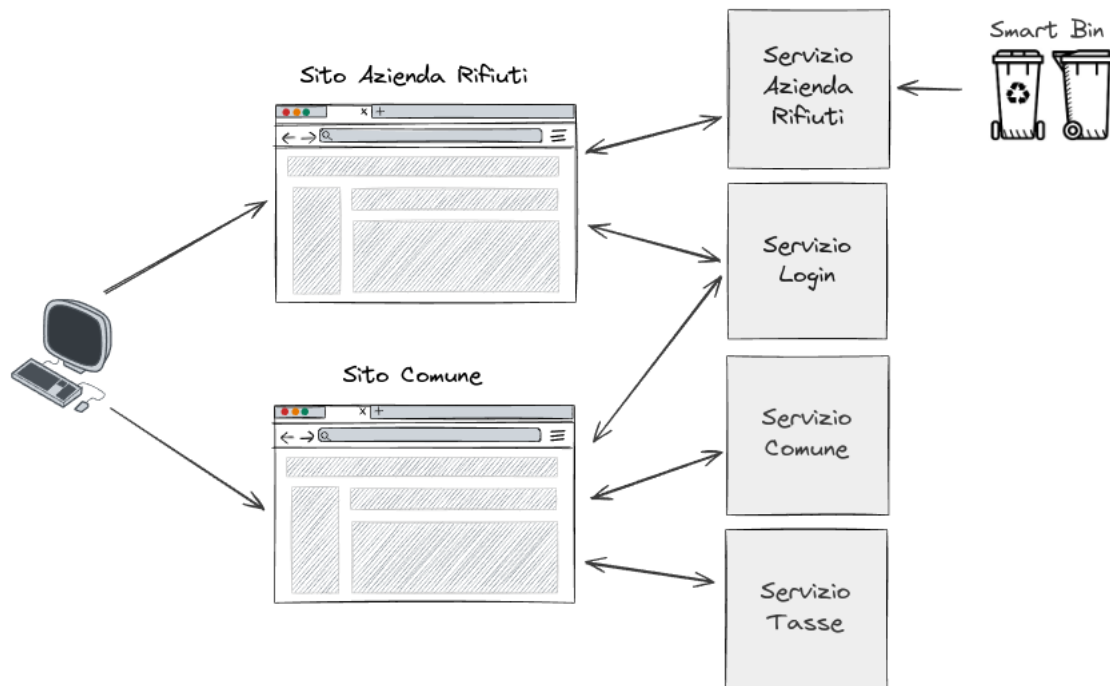 Smart Bin
Servizio
Azienda
Rifiuti
Sito Azienda Rifiuti
Servizio
Login
Sito Comune
Servizio
Comune
Servizio
Tasse